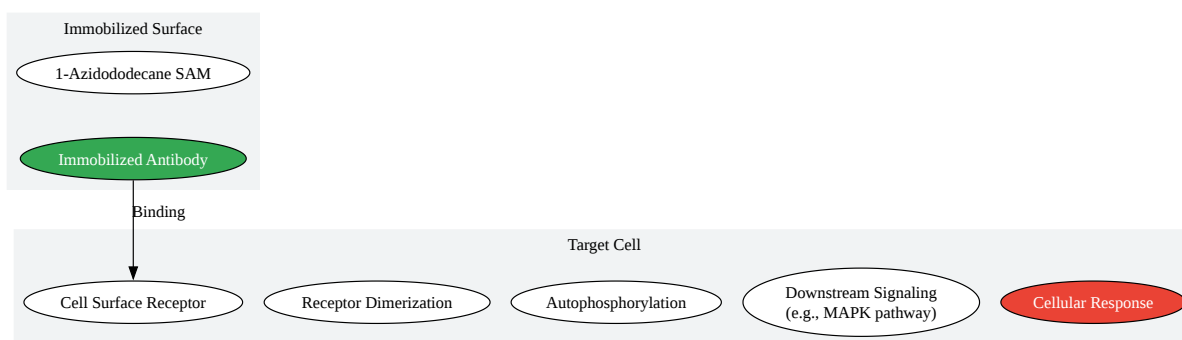 Immobilized Surface
1-Azidododecane SAM
Immobilized Antibody
Binding
Target Cell
Cell Surface Receptor
Receptor Dimerization
Autophosphorylation
Downstream Signaling
(e.g., MAPK pathway)
Cellular Response